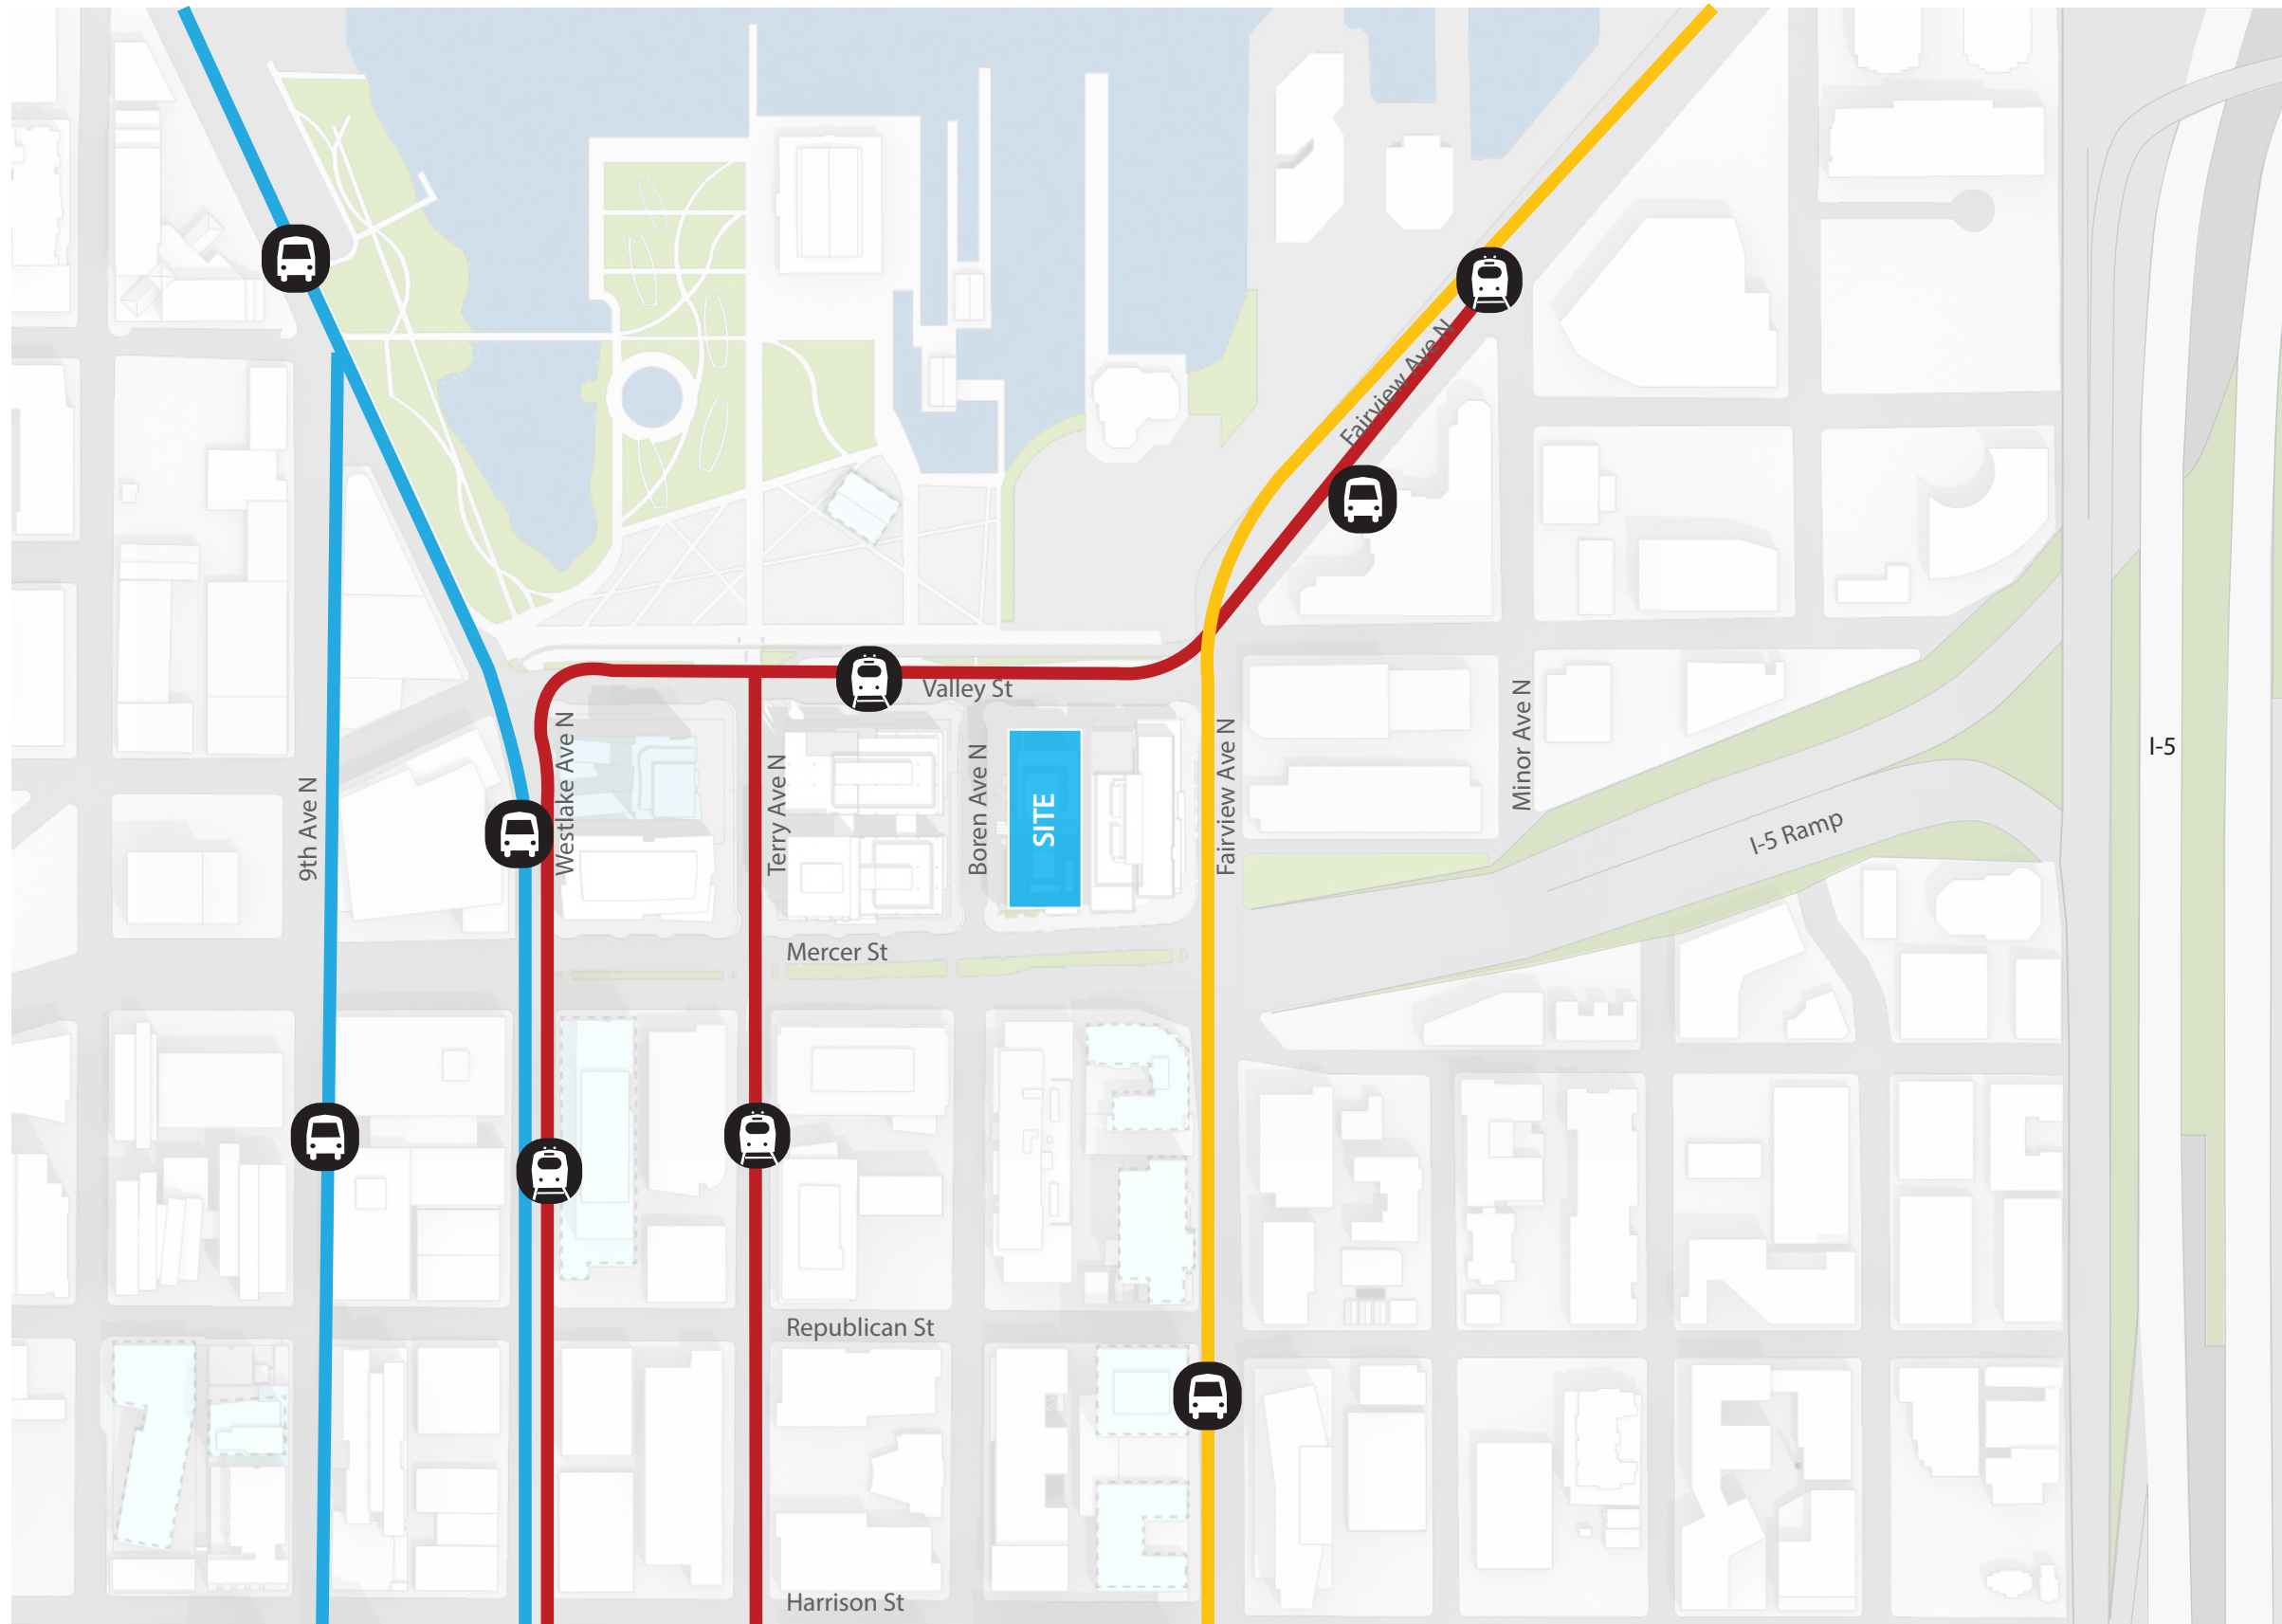 Fairview Ave N
Valley St
Westlake Ave N
Terry Ave N
Boren Ave N
SITE
Fairview Ave N
Minor Ave N
I-5
9th Ave N
I-5 Ramp
Mercer St
Republican St
Harrison St